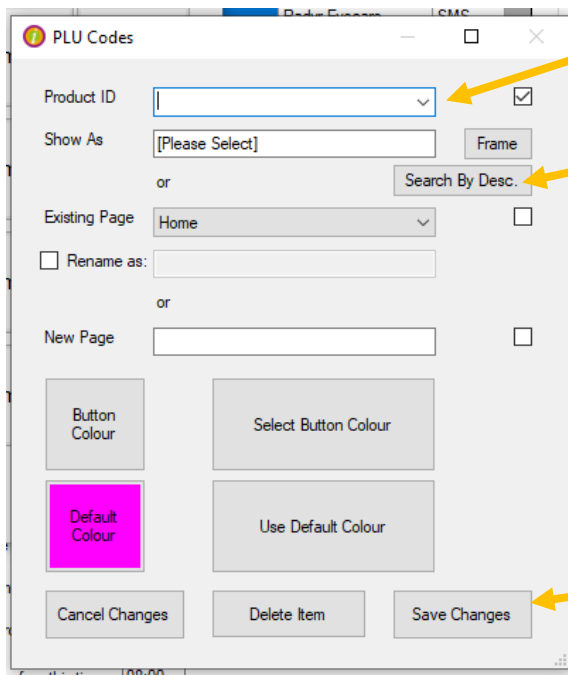 Radyr Eyecare SMS
PLU Codes
Product ID
Show As [Please Select] Frame
or Search By Desc.
Existing Page Home
Rename as:
or
New Page
Button Colour Select Button Colour
Default Colour Use Default Colour
Cancel Changes Delete Item Save Changes
08:00